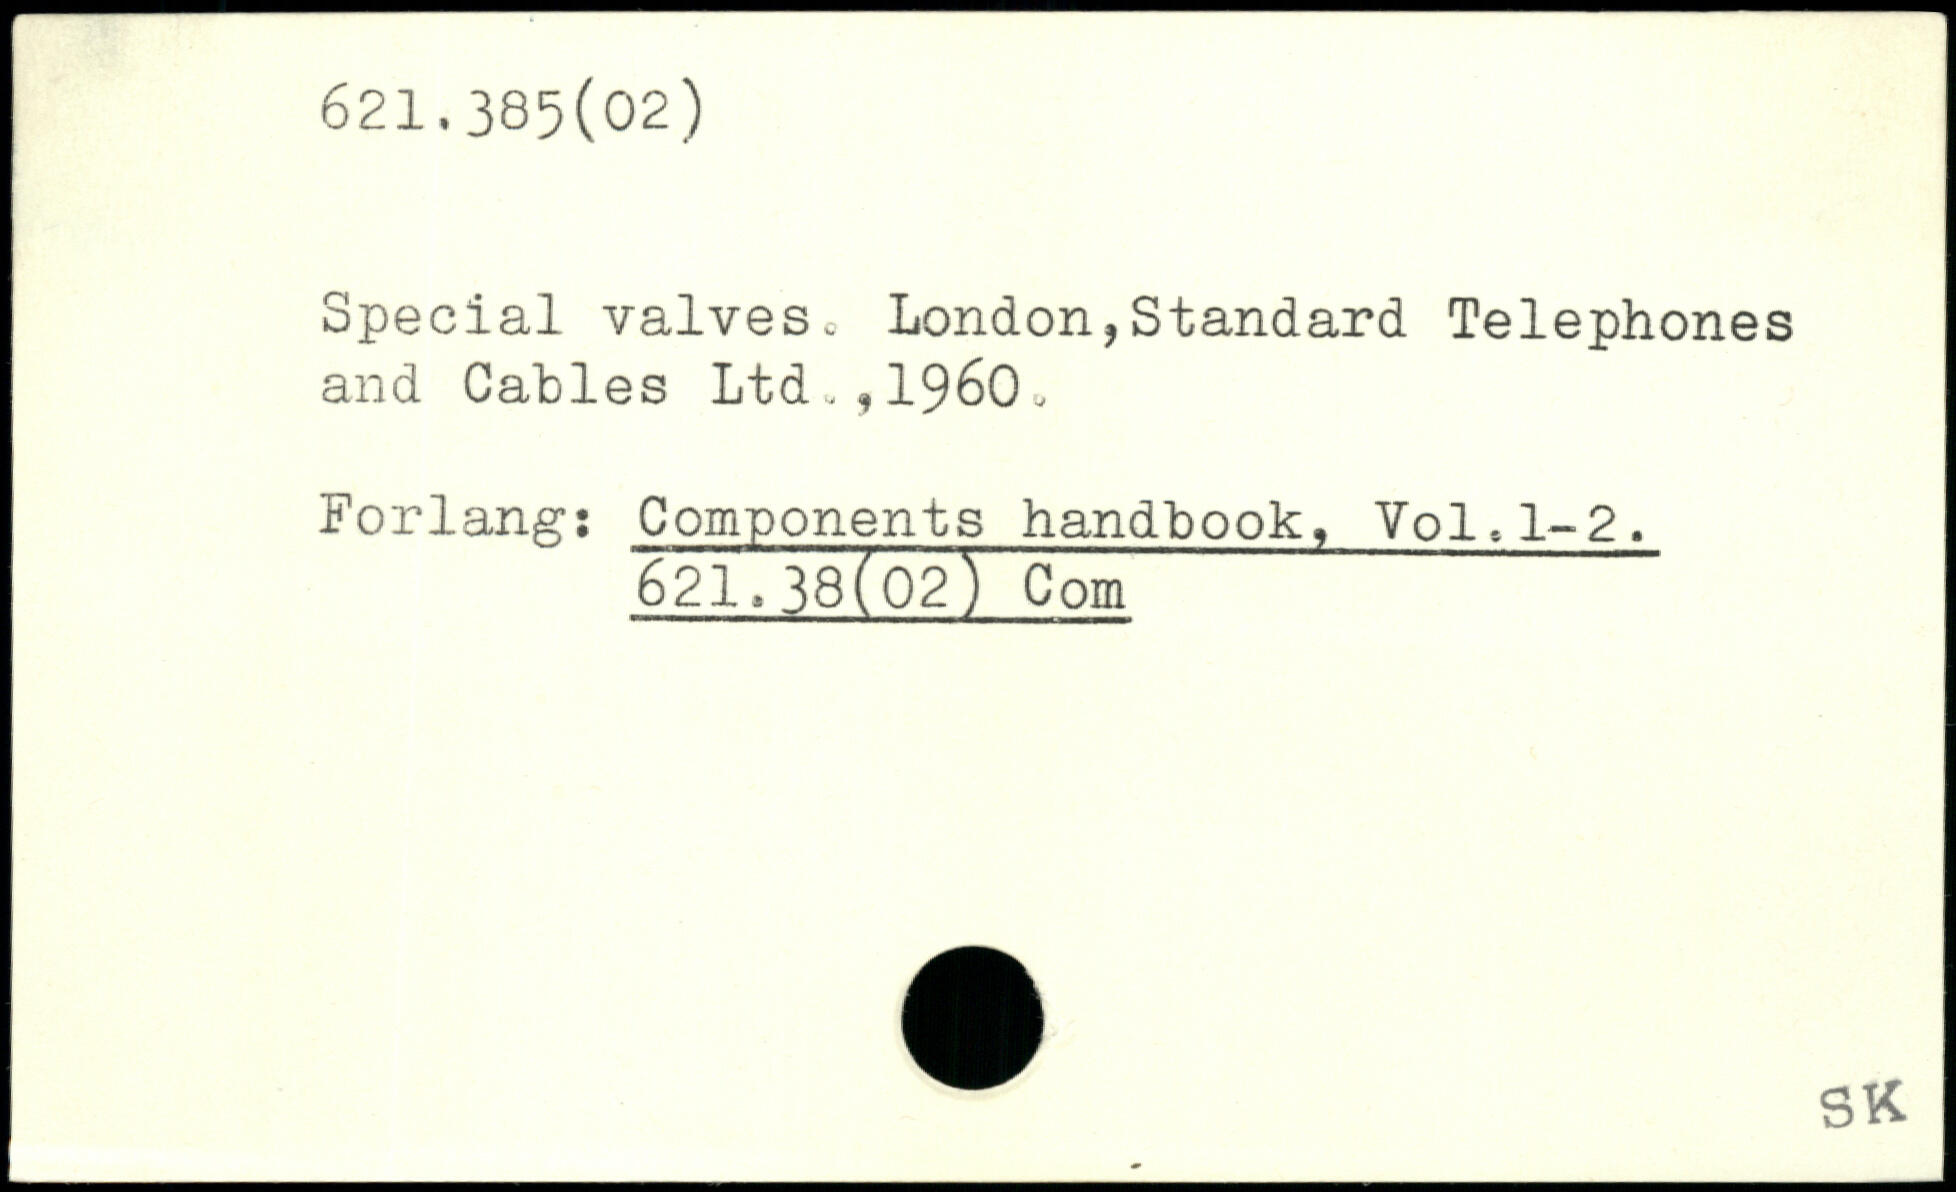 621.385(02)
Special valves. London,Standard Telephones
and Cables Ltd.,1960.
Forlang: Components handbook, Vol.1-2.
621.38(02) Com
SK